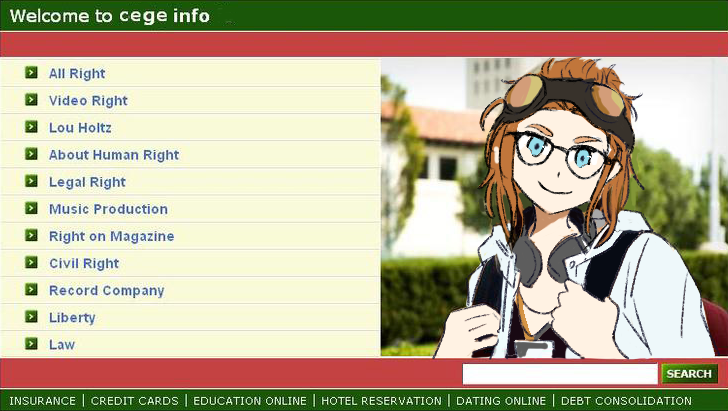 Welcome to cege info
All Right
Video Right
Lou Holtz
About Human Right
Legal Right
Music Production
Right on Magazine
Civil Right
Record Company
Liberty
Law
SEARCH
INSURANCE | CREDIT CARDS | EDUCATION ONLINE | HOTEL RESERVATION | DATING ONLINE | DEBT CONSOLIDATION